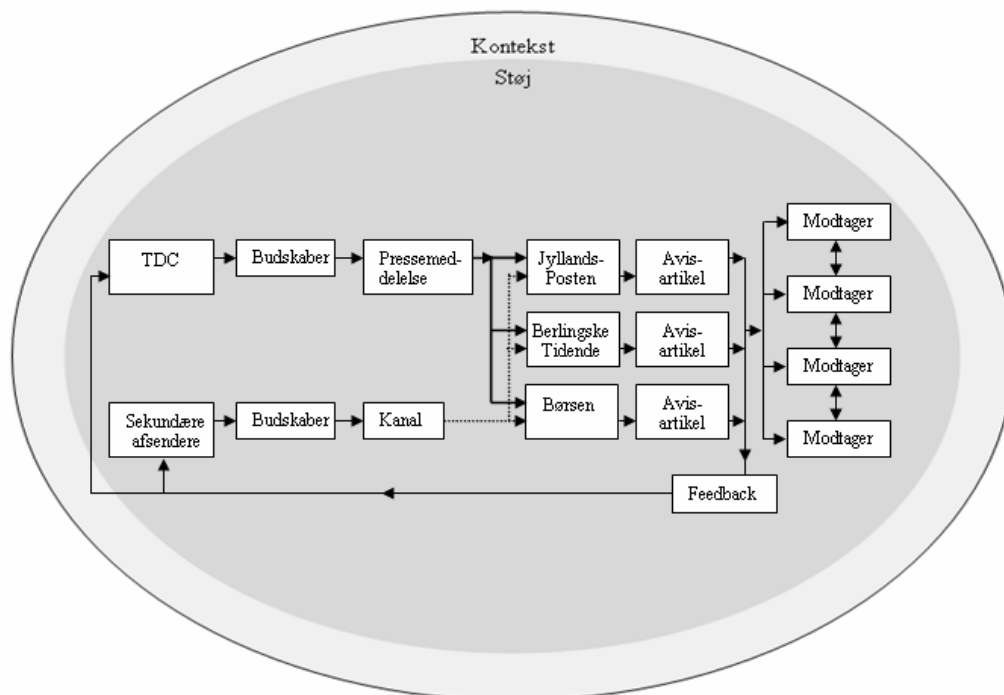 Kontekst
Støj
TDC
Budskaber
Pressemed-
delelse
Jyllands-
Posten
Avis-
artikel
Modtager
Modtager
Berlingske
Tidende
Avis-
artikel
Modtager
Sekundære
afsendere
Budskaber
Kanal
Børsen
Avis-
artikel
Modtager
Feedback